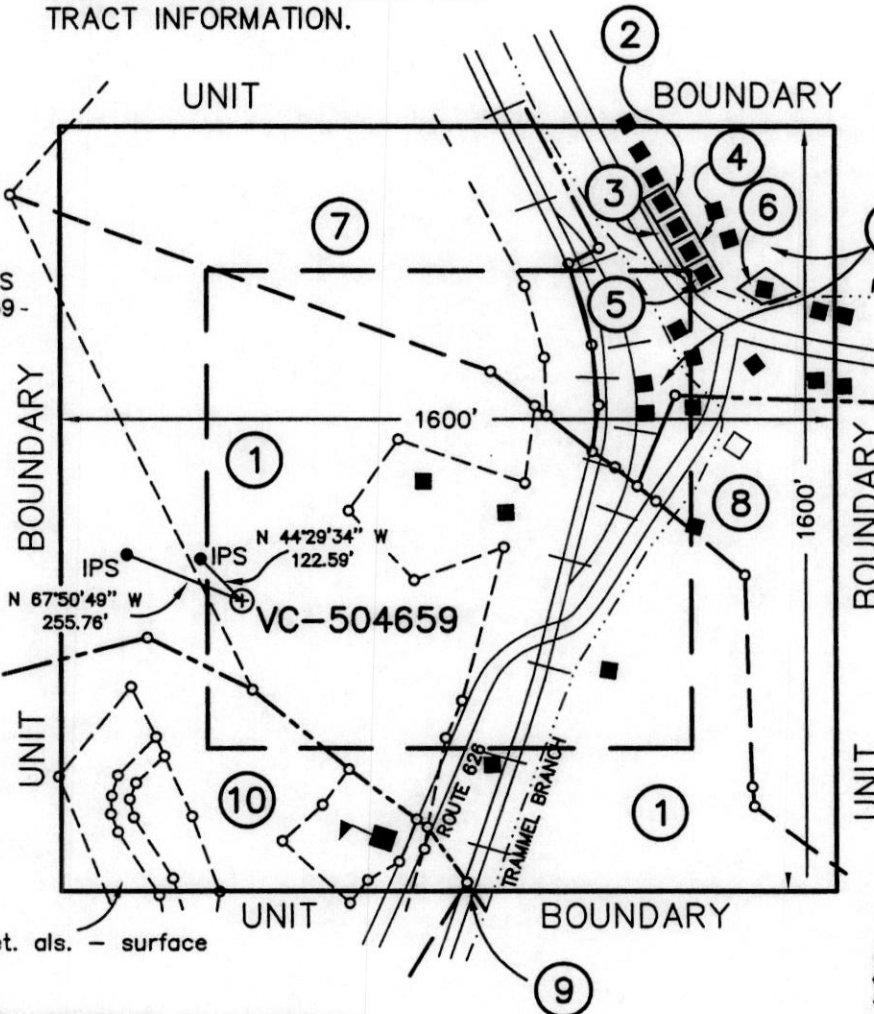 TRACT INFORMATION.
UNIT
BOUNDARY
2
3
4
6
7
5
S
9-
BOUNDARY
1600'
1
8
1600'
BOUNDARY
IPS
IPS
N 44°29'34" W
122.59'
N 67°50'49" W
255.76'
VC-504659
UNIT
10
ROUTE 626
TRAMMEL BRANCH
1
UNIT
UNIT
BOUNDARY
et. als. - surface
9